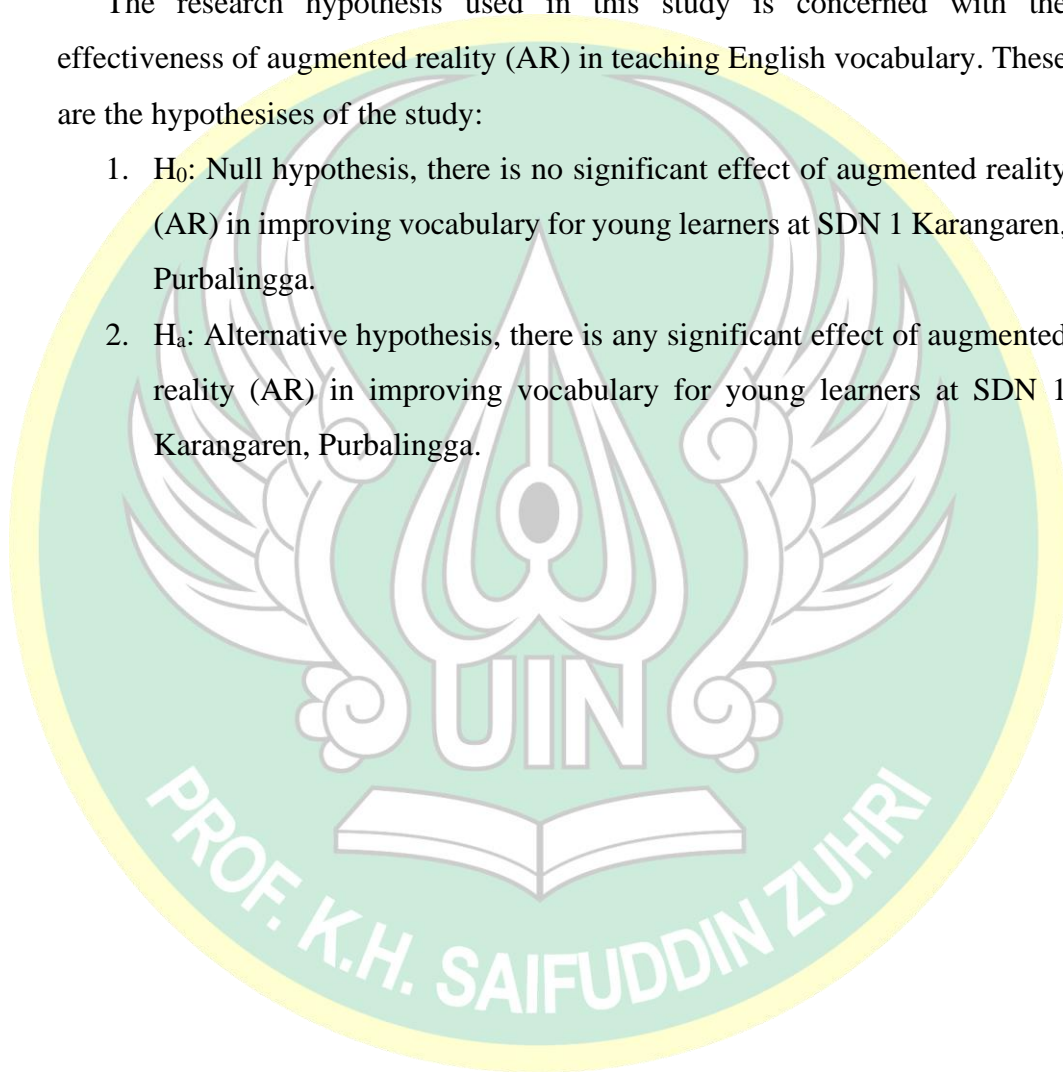 The research hypothesis used in this study is concerned with the
effectiveness of augmented reality (AR) in teaching English vocabulary. These
are the hypothesises of the study:
1. H₀: Null hypothesis, there is no significant effect of augmented reality
(AR) in improving vocabulary for young learners at SDN 1 Karangaren,
Purbalingga.
2. Hₐ: Alternative hypothesis, there is any significant effect of augmented
reality (AR) in improving vocabulary for young learners at SDN 1
Karangaren, Purbalingga.
UIN
PROF. K.H. SAIFUDDIN ZUHRI